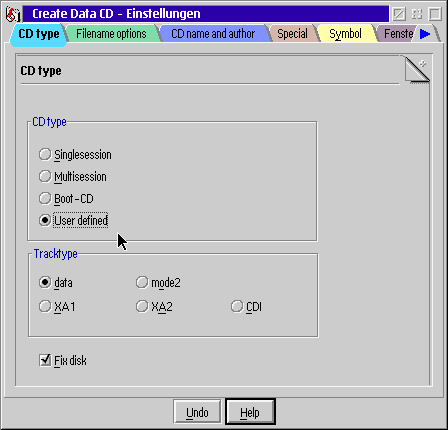 Create Data CD - Einstellungen
CD type Filename options CD name and author Special Symbol Fenste
CD type
CD type
Singlesession
Multisession
Boot-CD
User defined
Tracktype
data mode2
XA1 XA2 CDI
Fix disk
Undo Help